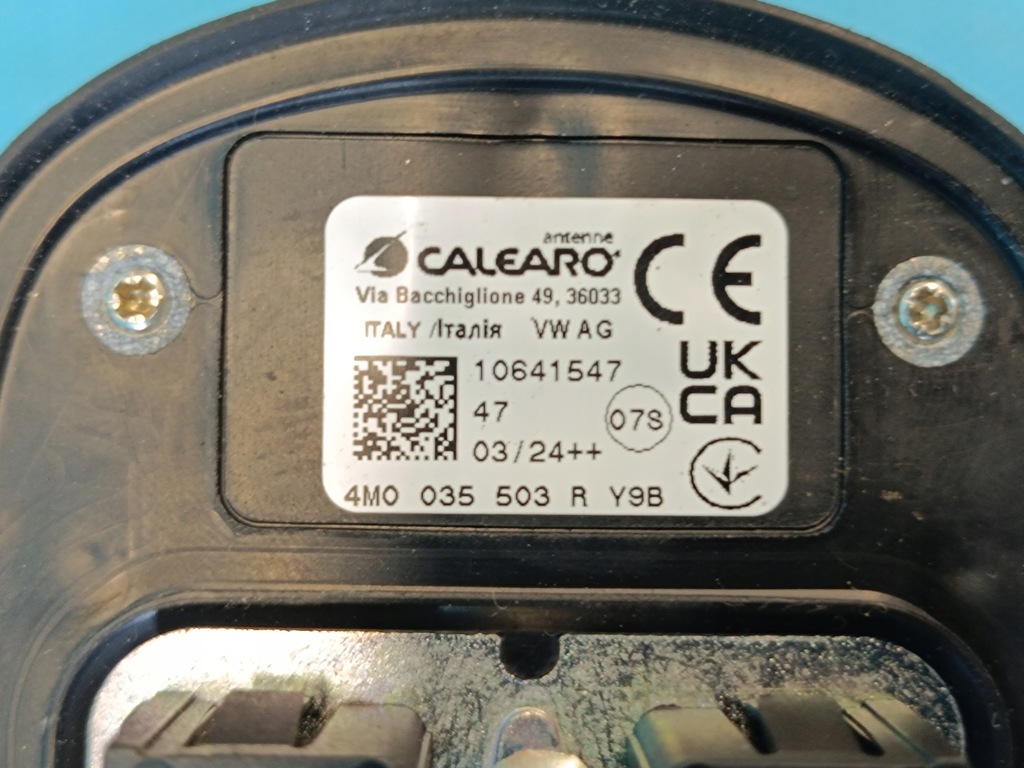 antenne
CALEARO
Via Bacchiglione 49, 36033
ITALY /Італія VW AG
CE
UK
CA
10641547
47
07S
03/24++
4M0 035 503 R Y9B